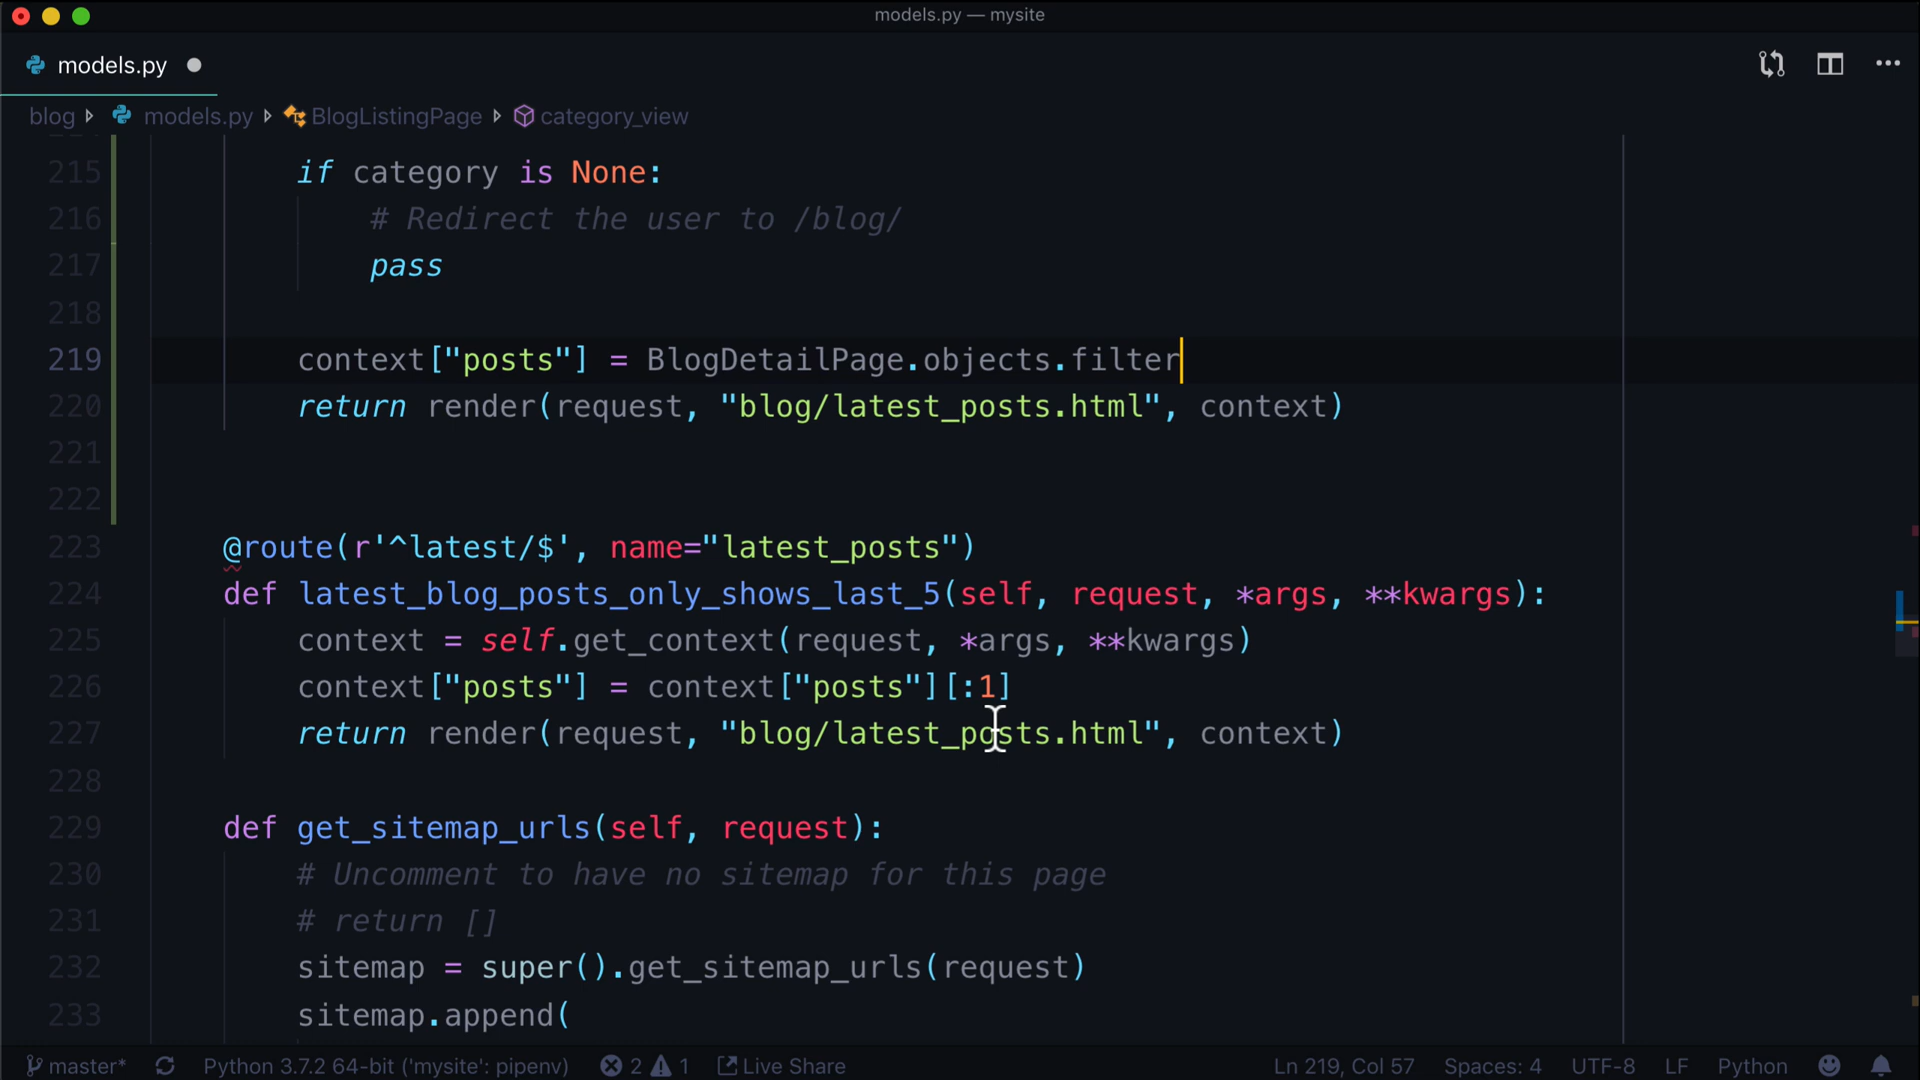 models.py — mysite
models.py
blog models.py BlogListingPage category_view
215 if category is None:
216 # Redirect the user to /blog/
217 pass
218
219 context["posts"] = BlogDetailPage.objects.filter
220 return render(request, "blog/latest_posts.html", context)
221
222
223 @route(r'^latest/$', name="latest_posts")
224 def latest_blog_posts_only_shows_last_5(self, request, *args, **kwargs):
225 context = self.get_context(request, *args, **kwargs)
226 context["posts"] = context["posts"][:1]
227 return render(request, "blog/latest_posts.html", context)
228
229 def get_sitemap_urls(self, request):
230 # Uncomment to have no sitemap for this page
231 # return []
232 sitemap = super().get_sitemap_urls(request)
233 sitemap.append(
master* Python 3.7.2 64-bit ('mysite': pipenv) 2 1 Live Share Ln 219, Col 57 Spaces: 4 UTF-8 LF Python